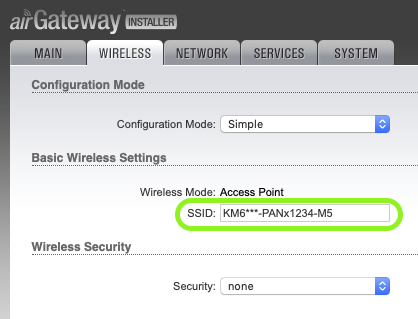 airGateway INSTALLER
MAIN WIRELESS NETWORK SERVICES SYSTEM
Configuration Mode
Configuration Mode: Simple
Basic Wireless Settings
Wireless Mode: Access Point
SSID: KM6***-PANx1234-M5
Wireless Security
Security: none